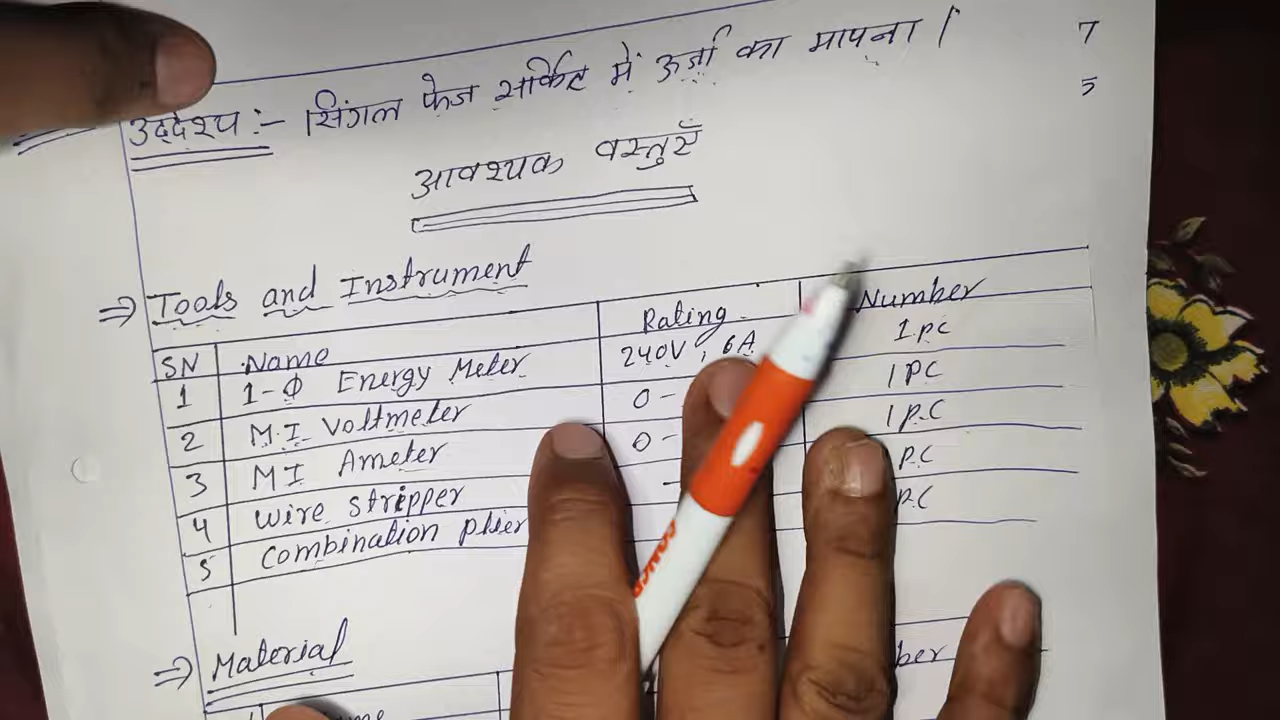 7
उद्देश्य :- सिंगल फेज सर्किट में ऊर्जा का मापना |
5
आवश्यक वस्तुएँ
⇒ Tools and Instrument
SN Name Rating Number
1 1-Φ Energy Meter 240V, 6A 1 pc
2 M.I. Voltmeter 0- 1 PC
3 MI Ameter 0- 1 P.C
4 Wire stripper - P.C
5 Combination plier P.C
⇒ Material